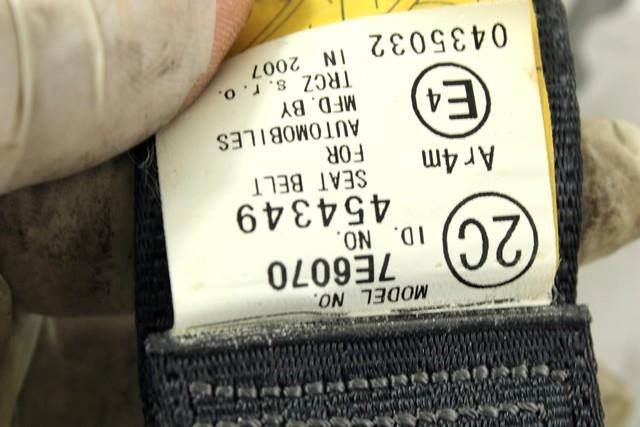 MODEL NO.
7E6070
ID. NO.
454349
2C
SEAT BELT
FOR
AUTOMOBILES
MFD. BY
TRCZ s.r.o.
IN 2007
Ar4m
E4
0435032